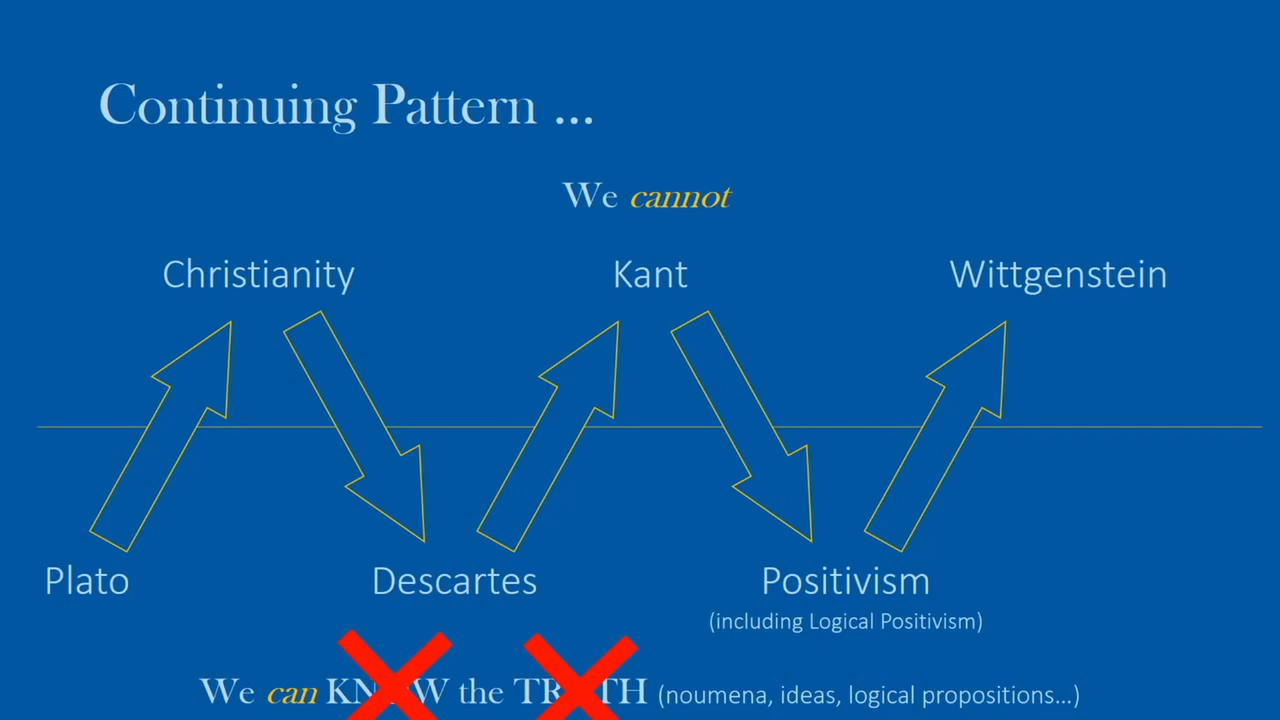 Continuing Pattern ...
We cannot
Christianity Kant Wittgenstein
Plato Descartes Positivism
(including Logical Positivism)
We can KNOW the TRUTH (noumena, ideas, logical propositions...)